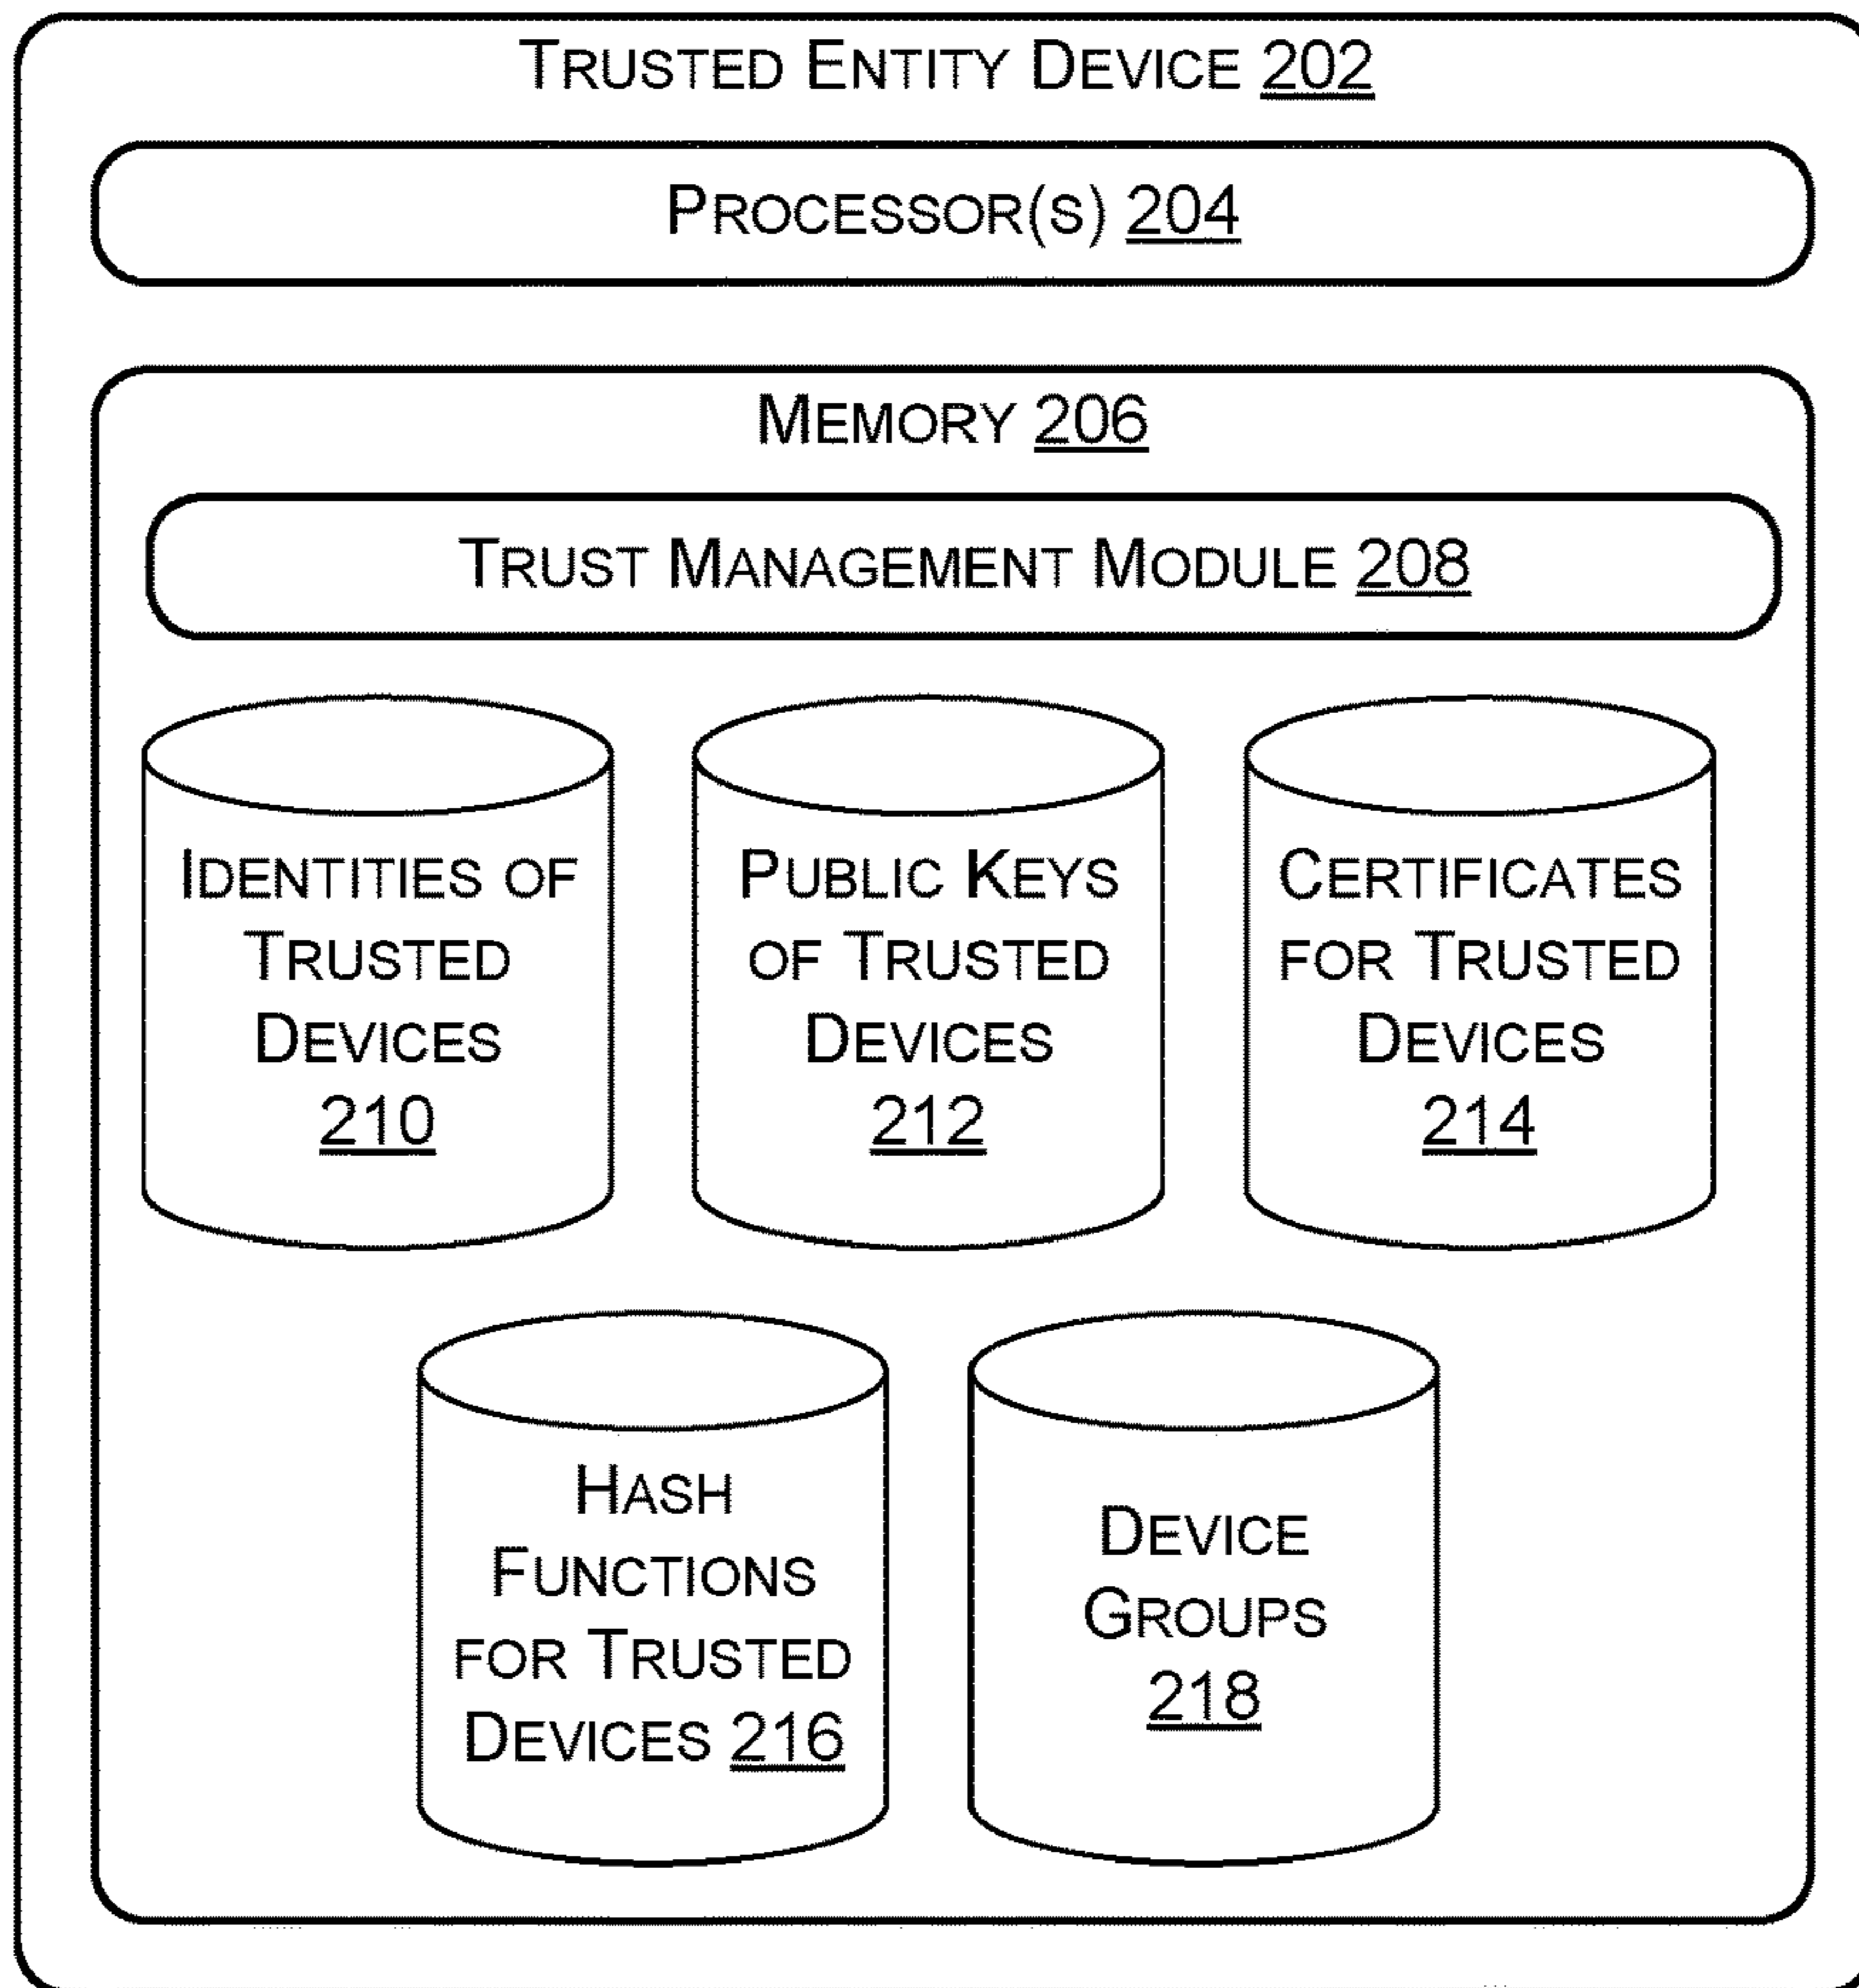 TRUSTED ENTITY DEVICE 202
PROCESSOR(S) 204
MEMORY 206
TRUST MANAGEMENT MODULE 208
IDENTITIES OF
TRUSTED
DEVICES
210
PUBLIC KEYS
OF TRUSTED
DEVICES
212
CERTIFICATES
FOR TRUSTED
DEVICES
214
HASH
FUNCTIONS
FOR TRUSTED
DEVICES 216
DEVICE
GROUPS
218